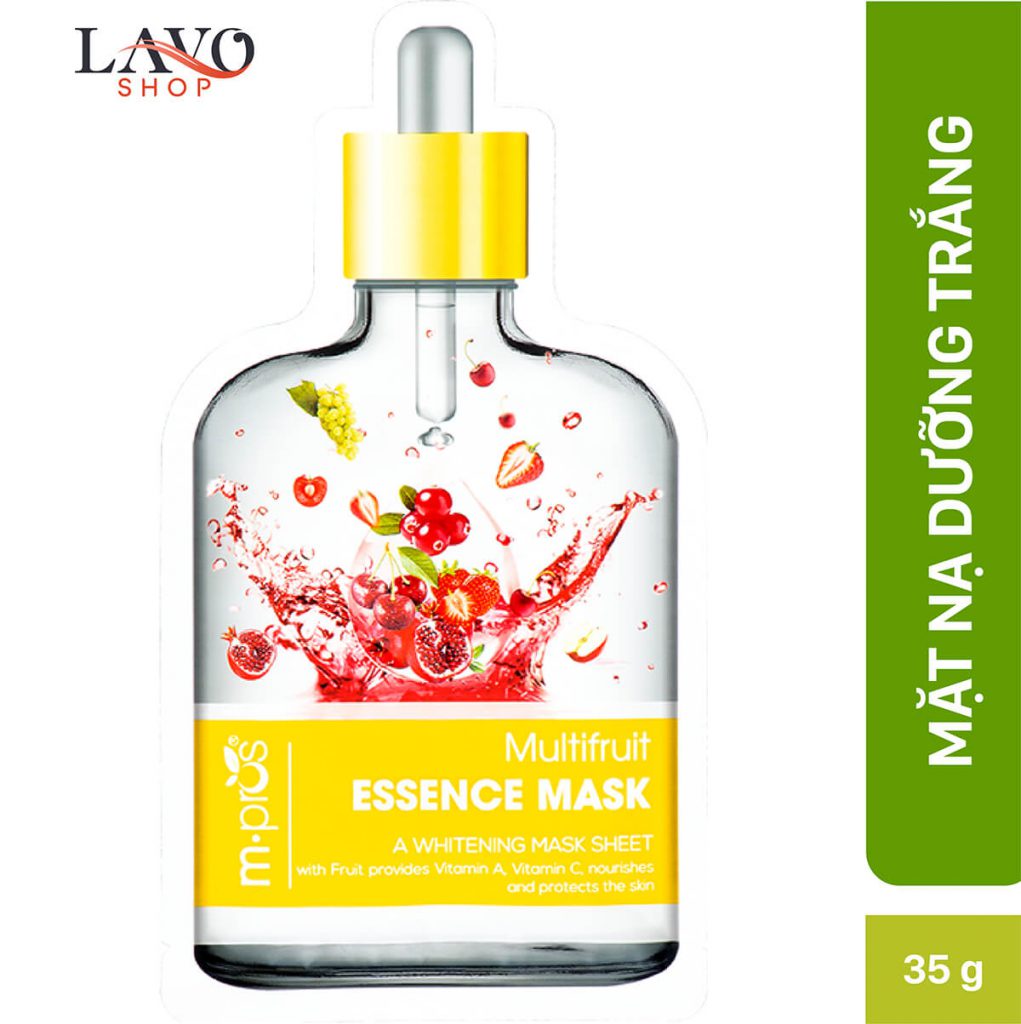 LAVO
SHOP
MẶT NẠ DƯỠNG TRẮNG
m·pros®
Multifruit
ESSENCE MASK
A WHITENING MASK SHEET
with Fruit provides Vitamin A, Vitamin C, nourishes
and protects the skin
35 g